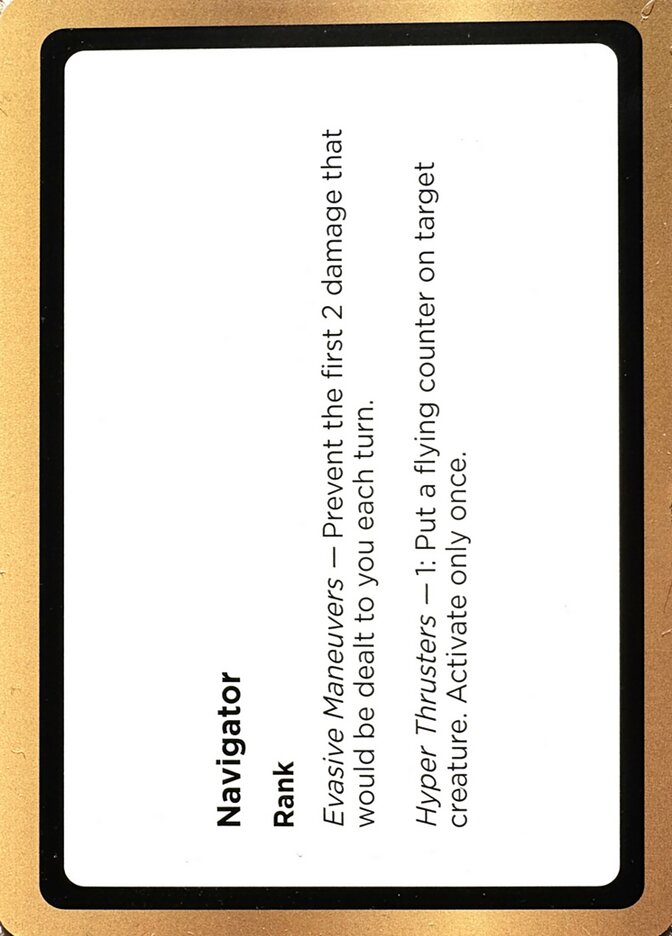 Navigator
Rank
Evasive Maneuvers — Prevent the first 2 damage that
would be dealt to you each turn.
Hyper Thrusters — 1: Put a flying counter on target
creature. Activate only once.